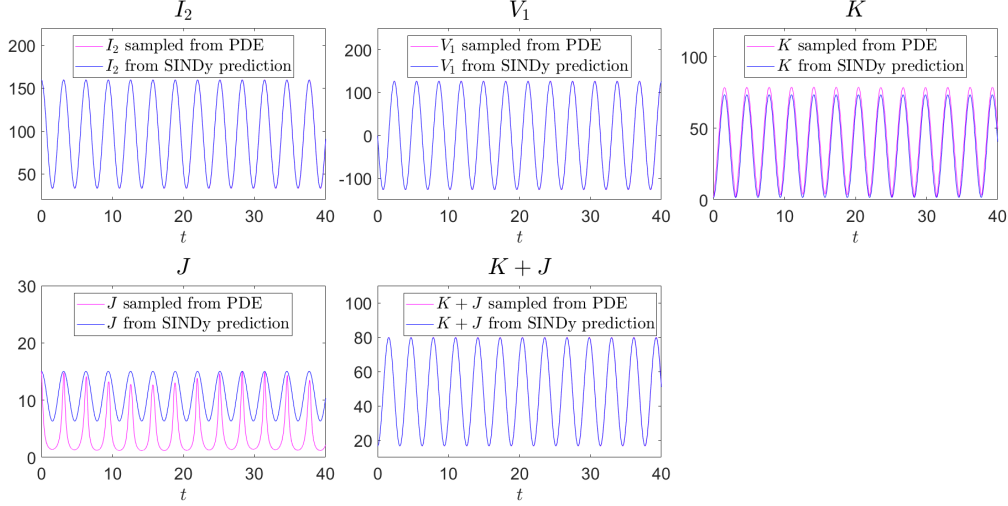 I₂
I₂ sampled from PDE
I₂ from SINDy prediction
200
150
100
50
0 10 20 30 40
t
V₁
V₁ sampled from PDE
V₁ from SINDy prediction
200
100
0
-100
0 10 20 30 40
t
K
K sampled from PDE
K from SINDy prediction
100
50
0
0 10 20 30 40
t
J
J sampled from PDE
J from SINDy prediction
30
20
10
0
0 10 20 30 40
t
K + J
K + J sampled from PDE
K + J from SINDy prediction
100
80
60
40
20
0 10 20 30 40
t